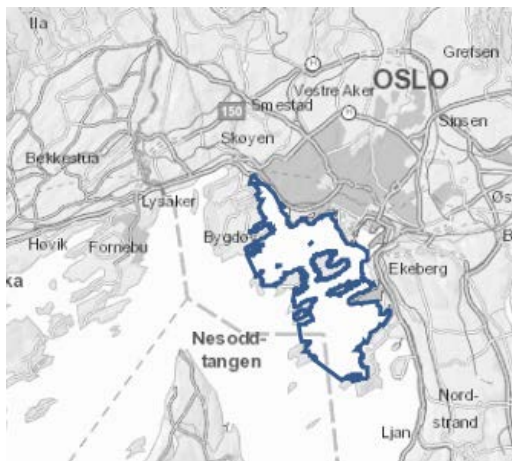 Ila
Grefsen
OSLO
Vestre Aker
150
Smestad
Sinsen
Skøyen
Bekkestua
Lysaker
Øst
Bygdø
B
Høvik
Fornebu
Ekeberg
ka
Nesodd-
tangen
Nord-
strand
Ljan